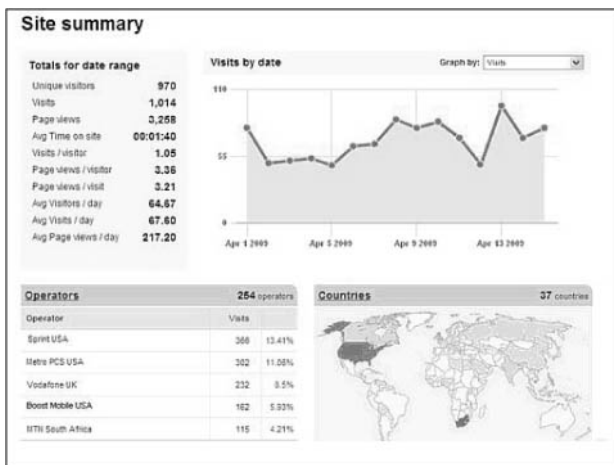 Site summary
Totals for date range
Unique visitors 970
Visits 1,014
Page views 3,258
Avg Time on site 00:01:40
Visits / visitor 1.05
Page views / visitor 3.36
Page views / visit 3.21
Avg Visitors / day 64.67
Avg Visits / day 67.60
Avg Page views / day 217.20
Visits by date
Graph by: Visits
110
55
0
Apr 1 2009 Apr 5 2009 Apr 9 2009 Apr 13 2009
Operators 254 operators
Operator Visits
Sprint USA 366 13.41%
Metro PCS USA 302 11.06%
Vodafone UK 232 8.5%
Boost Mobile USA 162 5.93%
MTN South Africa 115 4.21%
Countries 37 countries